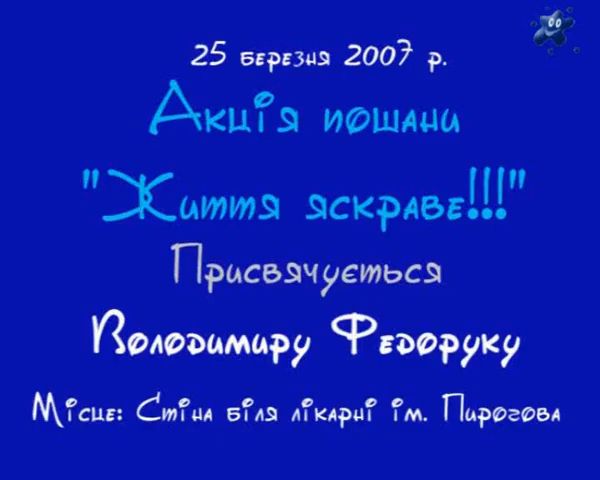 25 березня 2007 р.
Акція пошани
"Життя яскраве!!!"
Присвячується
Володимиру Федоруку
Місце: Стіна біля лікарні ім. Пирогова